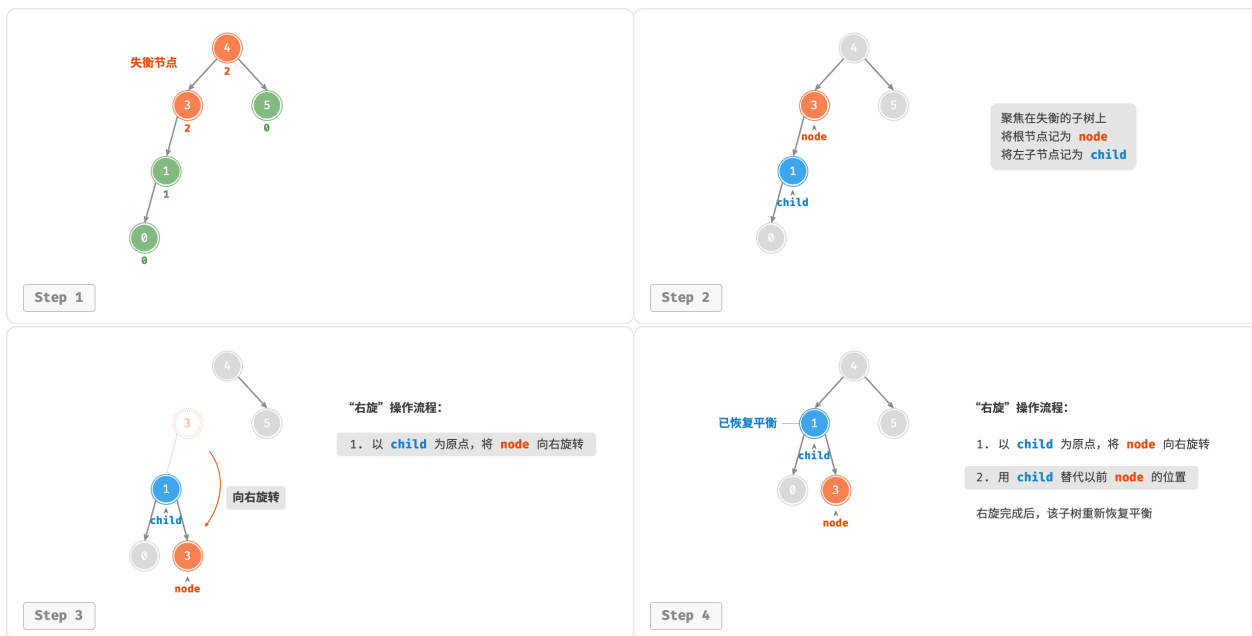 4
失衡节点
2
3
5
2
0
1
1
0
0
Step 1
4
3
5
node
聚焦在失衡的子树上
将根节点记为 node
将左子节点记为 child
1
child
0
Step 2
4
3
5
“右旋”操作流程：
1. 以 child 为原点，将 node 向右旋转
1
向右旋转
child
0
3
node
Step 3
4
已恢复平衡
1
5
child
0
3
node
“右旋”操作流程：
1. 以 child 为原点，将 node 向右旋转
2. 用 child 替代以前 node 的位置
右旋完成后，该子树重新恢复平衡
Step 4